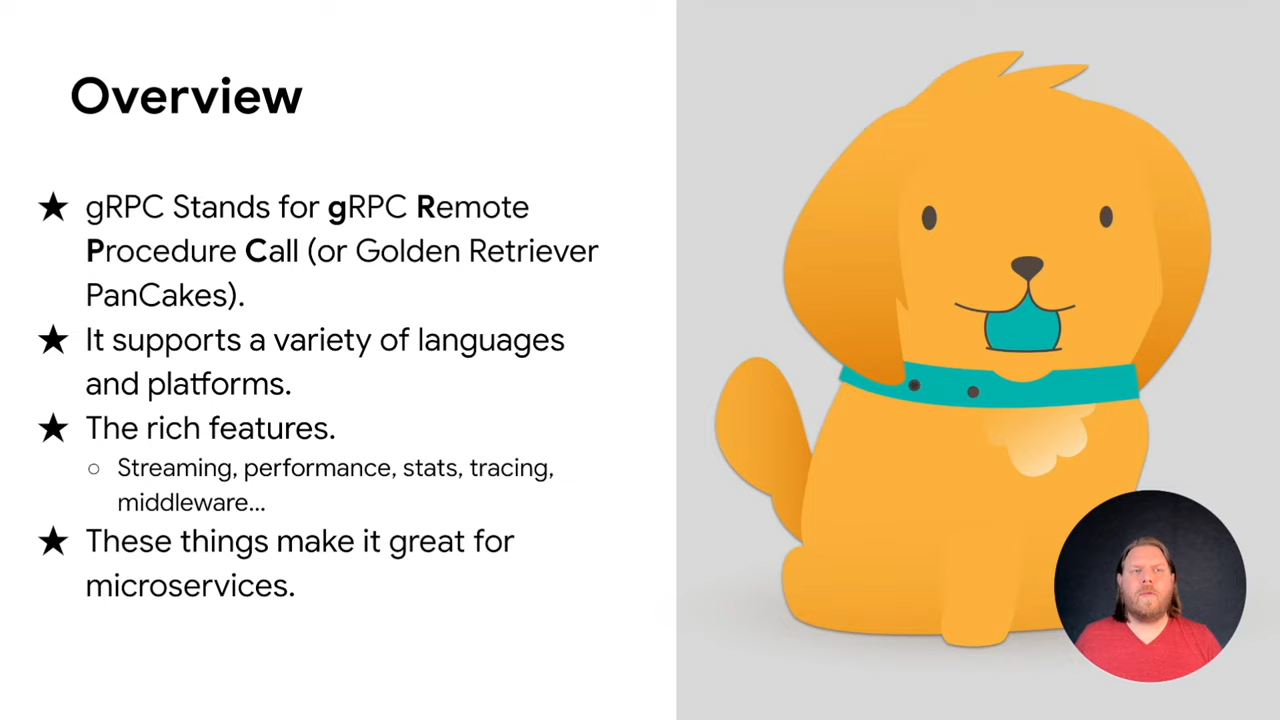 Overview
★ gRPC Stands for gRPC Remote
Procedure Call (or Golden Retriever
PanCakes).
★ It supports a variety of languages
and platforms.
★ The rich features.
○ Streaming, performance, stats, tracing,
middleware...
★ These things make it great for
microservices.